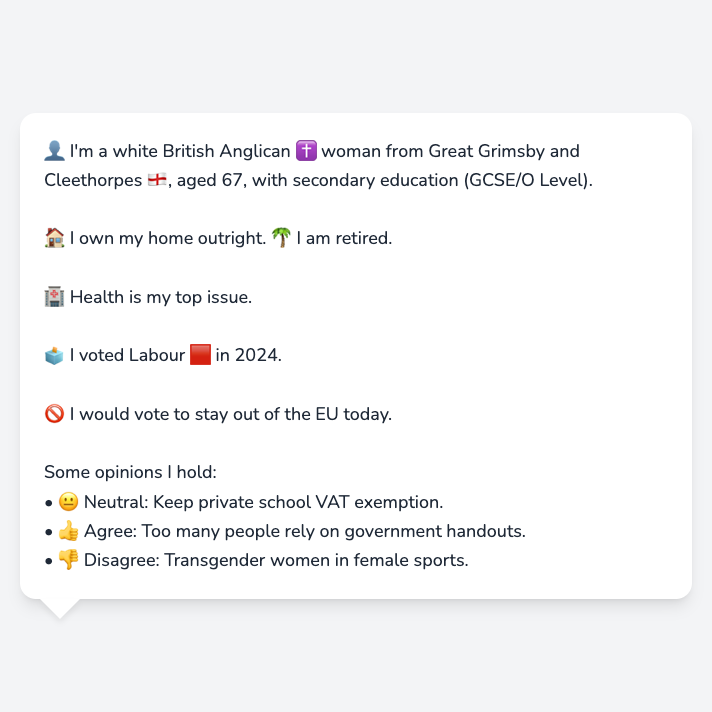 👤 I'm a white British Anglican ✝️ woman from Great Grimsby and
Cleethorpes 🏴󠁧󠁢󠁥󠁮󠁧󠁿, aged 67, with secondary education (GCSE/O Level).
🏠 I own my home outright. 🌴 I am retired.
🏥 Health is my top issue.
🗳️ I voted Labour 🟥 in 2024.
🚫 I would vote to stay out of the EU today.
Some opinions I hold:
• 😐 Neutral: Keep private school VAT exemption.
• 👍 Agree: Too many people rely on government handouts.
• 👎 Disagree: Transgender women in female sports.